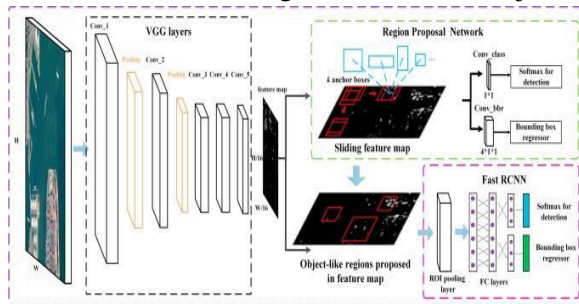 VGG layers
Conv_1
Pooling
Conv_2
Pooling
Conv_3
Conv_4
Conv_5
feature map
H
W
H/16
W/16
Region Proposal Network
k anchor boxes
...
Sliding feature map
Conv_class
1*1
Softmax for
detection
Conv_bbr
4*1*1
Bounding box
regressor
Object-like regions proposed
in feature map
Fast RCNN
ROI pooling
layer
FC layers
Softmax for
detection
Bounding box
regressor